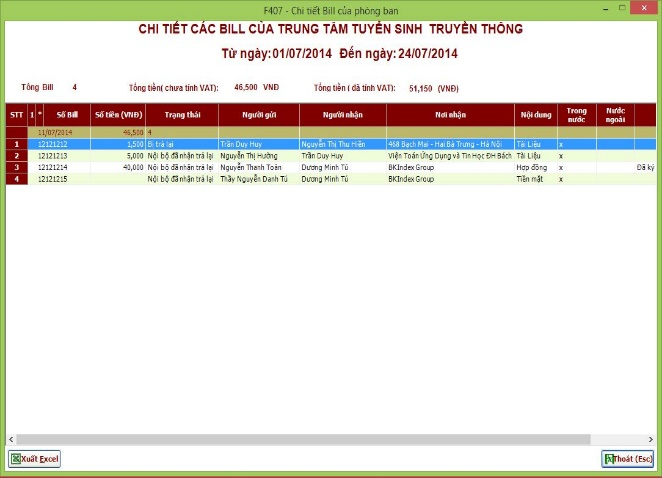 F407 - Chi tiết Bill của phòng ban
CHI TIẾT CÁC BILL CỦA TRUNG TÂM TUYỂN SINH TRUYỀN THÔNG
Từ ngày: 01/07/2014 Đến ngày: 24/07/2014
Tổng Bill 4 Tổng tiền( chưa tính VAT): 46,500 VNĐ Tổng tiền ( đã tính VAT): 51,150 (VNĐ)
STT 1 * Số Bill Số tiền (VNĐ) Trạng thái Người gửi Người nhận Nơi nhận Nội dung Trong nước Nước ngoài
11/07/2014 46,500 4
1 12121212 1,500 Bị trả lại Trần Duy Huy Nguyễn Thị Thu Hiền 468 Bạch Mai - Hai Bà Trưng - Hà Nội Tài Liệu x
2 12121213 5,000 Nội bộ đã nhận trả lại Nguyễn Thị Hường Trần Duy Huy Viện Toán Ứng Dụng và Tin Học ĐH Bách Tài Liệu x
3 12121214 40,000 Nội bộ đã nhận trả lại Nguyễn Thanh Toàn Dương Minh Tú BKIndex Group Hợp đồng x Đã ký
4 12121215 Nội bộ đã nhận trả lại Thầy Nguyễn Danh Tú Dương Minh Tú BKIndex Group Tiền mặt x
Xuất Excel Thoát (Esc)